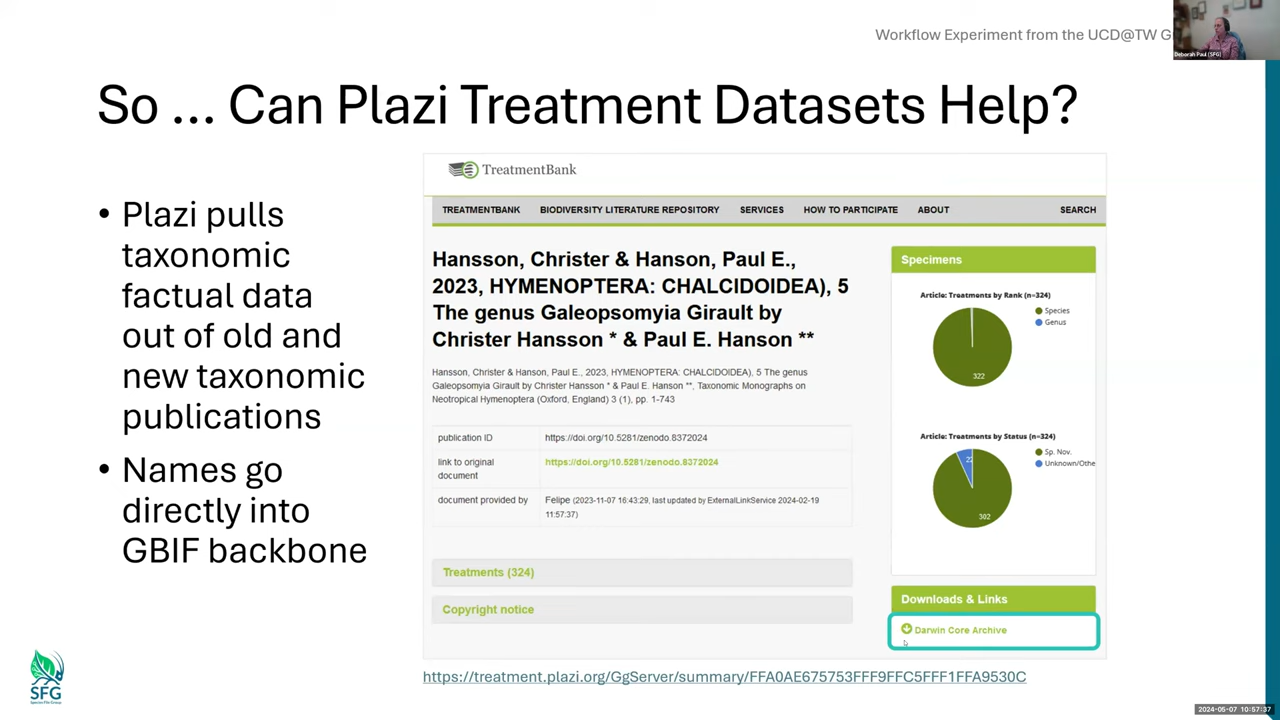 Workflow Experiment from the UCD@TW G
Deborah Paul (SFG)
So ... Can Plazi Treatment Datasets Help?
• Plazi pulls
taxonomic
factual data
out of old and
new taxonomic
publications
• Names go
directly into
GBIF backbone
TreatmentBank
TREATMENTBANK BIODIVERSITY LITERATURE REPOSITORY SERVICES HOW TO PARTICIPATE ABOUT SEARCH
Hansson, Christer & Hanson, Paul E.,
2023, HYMENOPTERA: CHALCIDOIDEA), 5
The genus Galeopsomyia Girault by
Christer Hansson * & Paul E. Hanson **
Hansson, Christer & Hanson, Paul E., 2023, HYMENOPTERA: CHALCIDOIDEA), 5 The genus
Galeopsomyia Girault by Christer Hansson * & Paul E. Hanson **, Taxonomic Monographs on
Neotropical Hymenoptera (Oxford, England) 3 (1), pp. 1-743
publication ID https://doi.org/10.5281/zenodo.8372024
link to original https://doi.org/10.5281/zenodo.8372024
document
document provided by Felipe (2023-11-07 16:43:29, last updated by ExternalLinkService 2024-02-19
11:57:37)
Treatments (324)
Copyright notice
Specimens
Article: Treatments by Rank (n=324)
Species
Genus
322
Article: Treatments by Status (n=324)
Sp. Nov.
Unknown/Othe
22
302
Downloads & Links
Darwin Core Archive
https://treatment.plazi.org/GgServer/summary/FFA0AE675753FFF9FFC5FFF1FFA9530C
SFG
Species File Group
2024-05-07 10:57:37